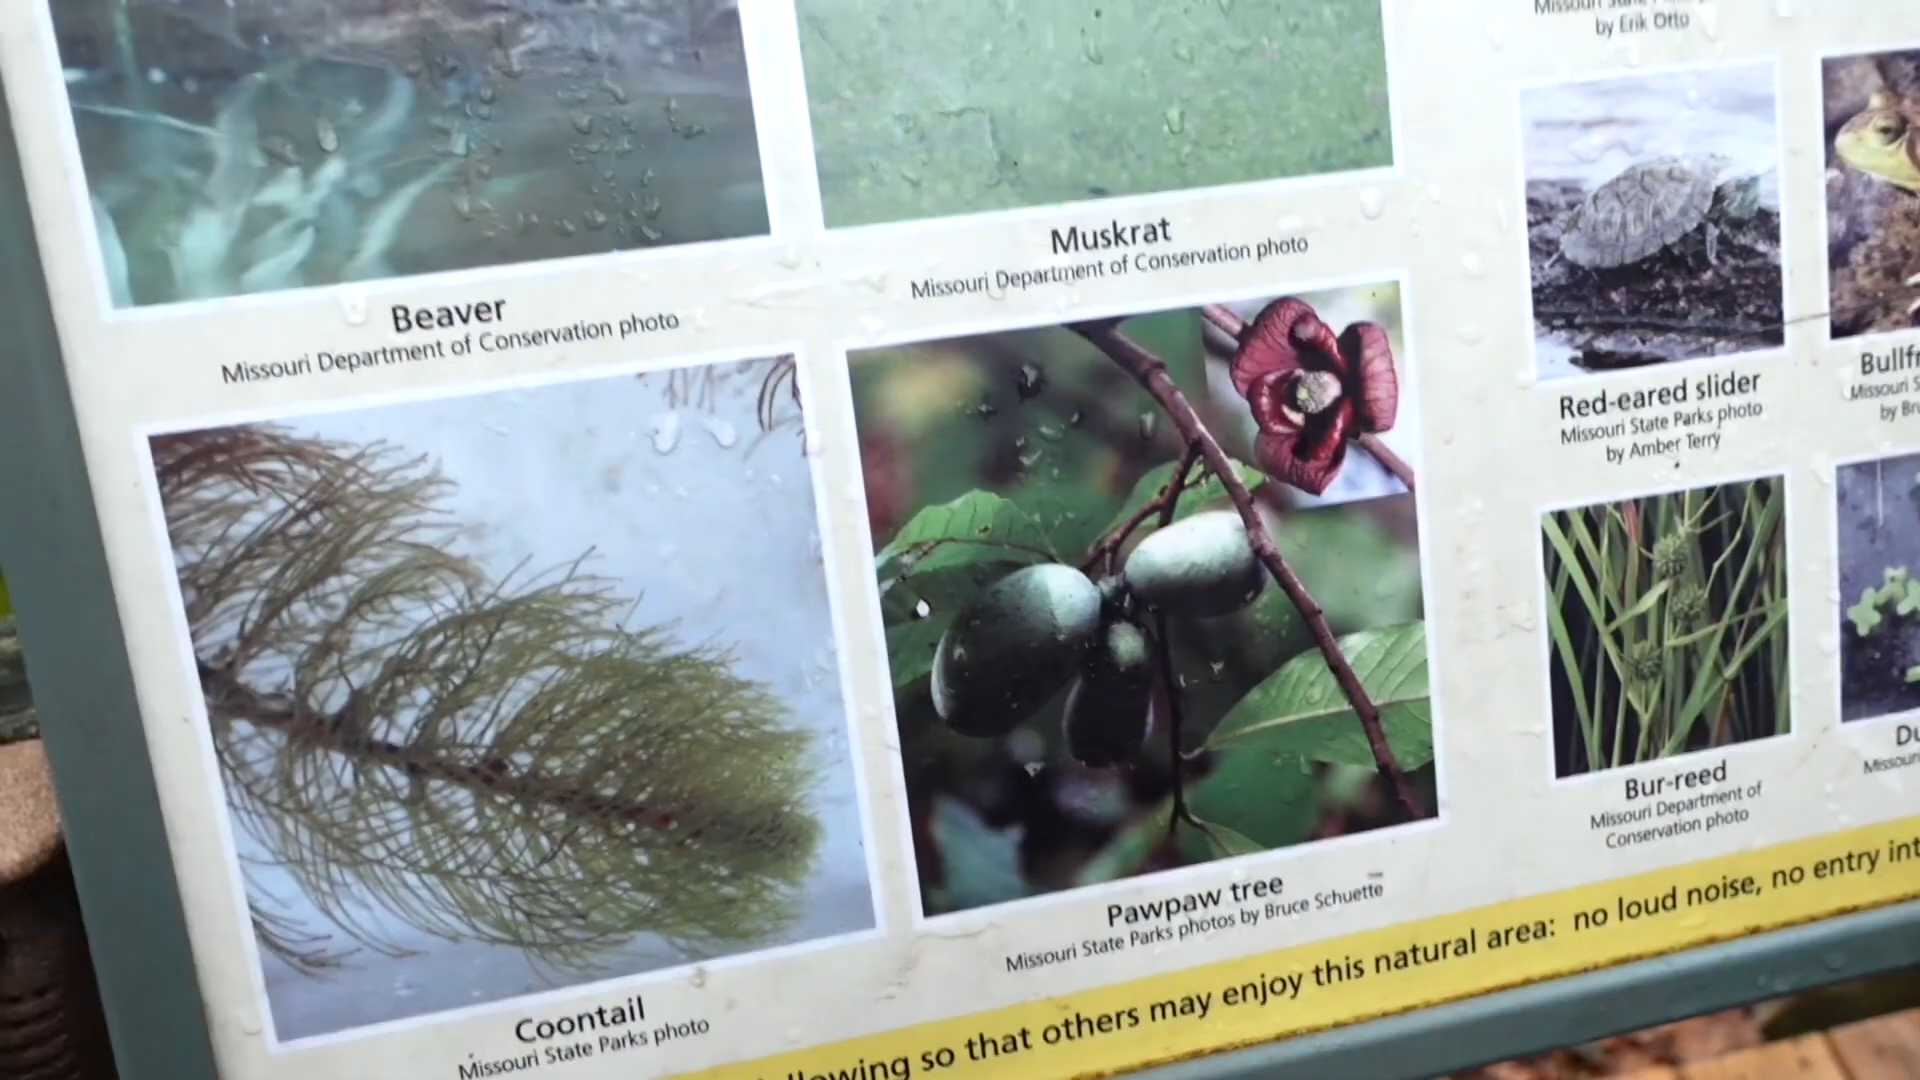 by Erik Otto
Muskrat
Missouri Department of Conservation photo
Beaver
Missouri Department of Conservation photo
Red-eared slider
Missouri State Parks photo
by Amber Terry
Missouri
by
Bur-reed
Missouri Department of
Conservation photo
Pawpaw tree
Missouri State Parks photos by Bruce Schuette
Coontail
Missouri State Parks photo
so that others may enjoy this natural area: no loud noise, no entry